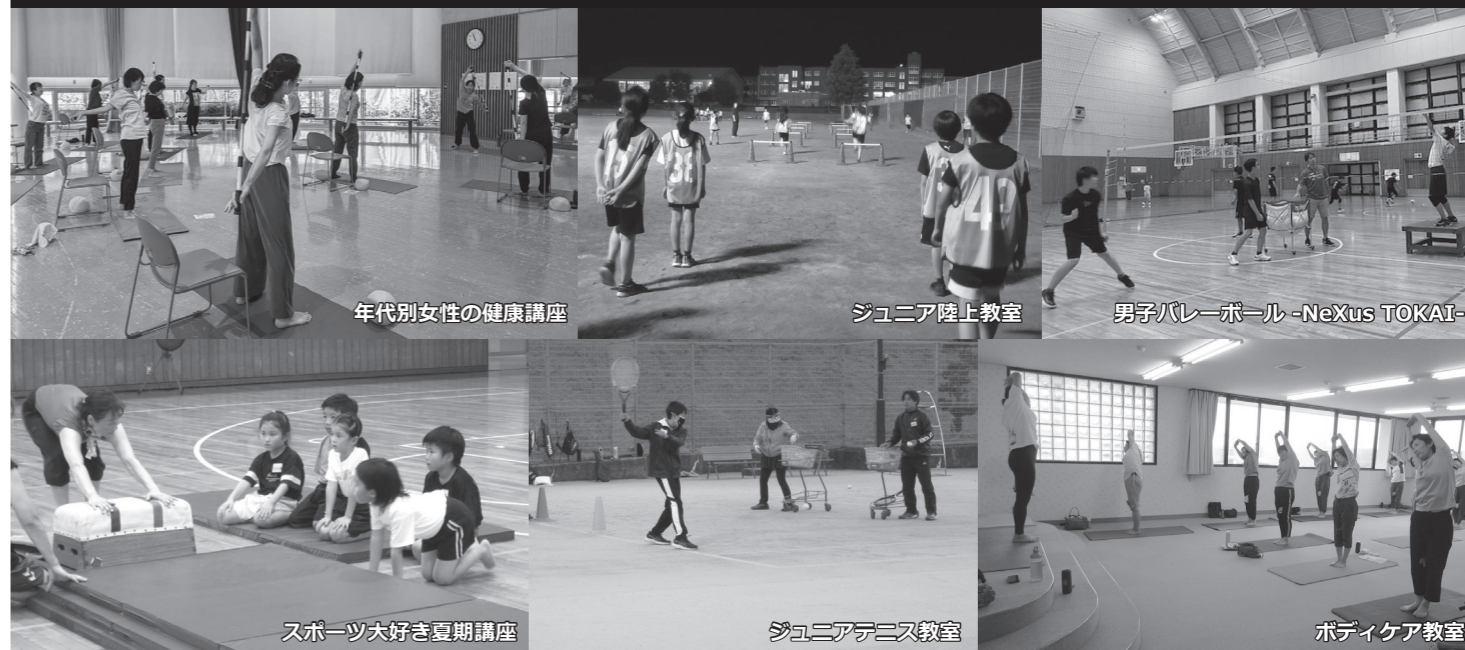 年代別女性の健康講座
ジュニア陸上教室
42
男子バレーボール -NeXus TOKAI-
スポーツ大好き夏期講座
ジュニアテニス教室
ボディケア教室